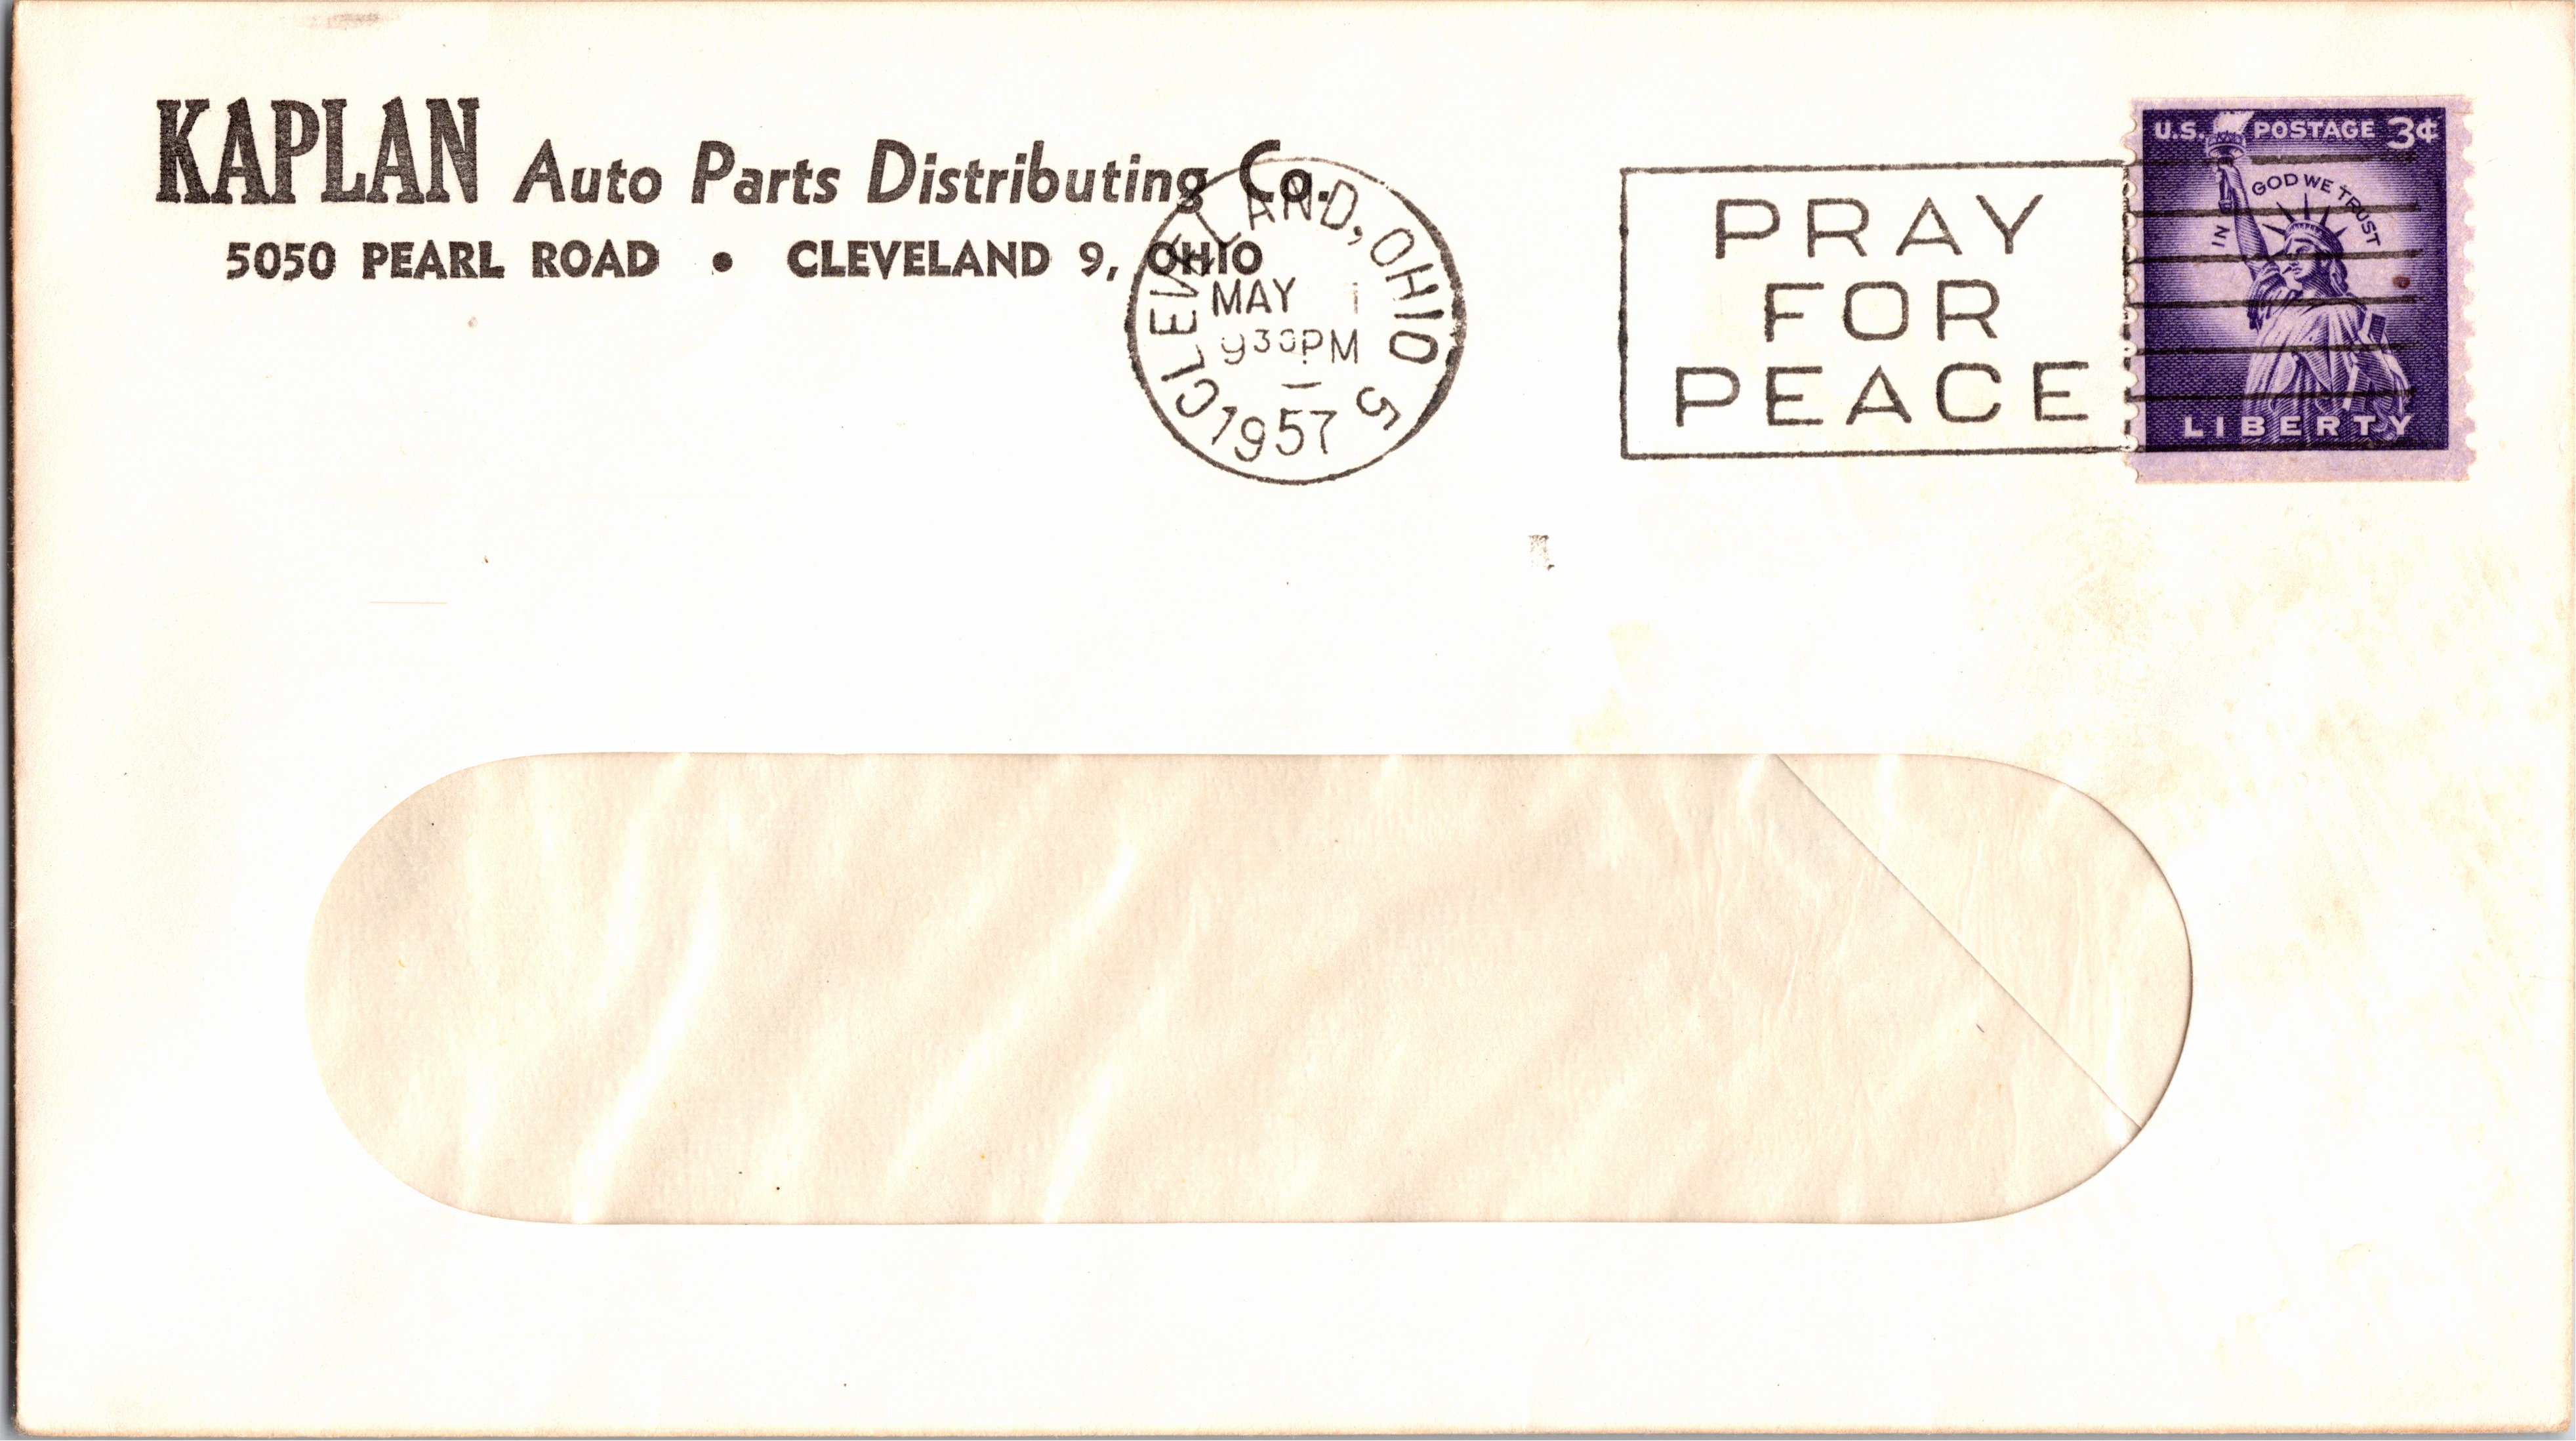 KAPLAN Auto Parts Distributing Co.
5050 PEARL ROAD • CLEVELAND 9, OHIO
CLEVELAND, OHIO 5
MAY 1
930PM
1957
PRAY
FOR
PEACE
U.S. POSTAGE 3¢
IN GOD WE TRUST
LIBERTY